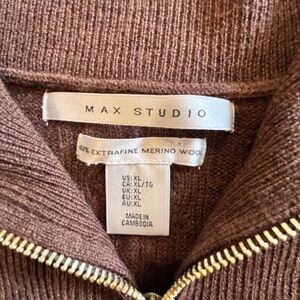 MAX STUDIO
EXTRAFINE MERINO WOOL
US: XL
CA: XL/TG
UK: XL
EU: XL
AU: XL
MADE IN
CAMBODIA